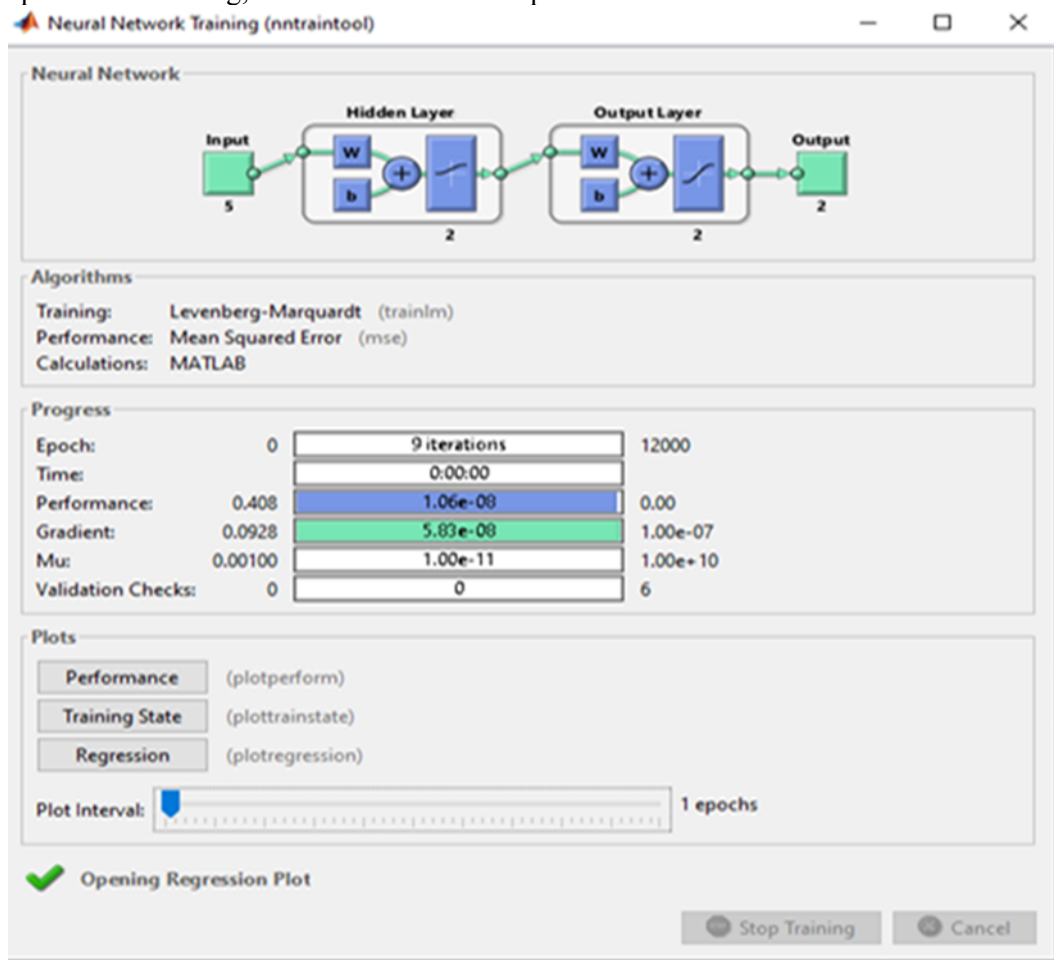 Neural Network Training (nntraintool)
Neural Network
Hidden Layer Output Layer
Input Output
W W
+ +
b b
5 2
2 2
Algorithms
Training: Levenberg-Marquardt (trainlm)
Performance: Mean Squared Error (mse)
Calculations: MATLAB
Progress
Epoch: 0 9 iterations 12000
Time: 0:00:00
Performance: 0.408 1.06e-08 0.00
Gradient: 0.0928 5.83e-08 1.00e-07
Mu: 0.00100 1.00e-11 1.00e+10
Validation Checks: 0 0 6
Plots
Performance (plotperform)
Training State (plottrainstate)
Regression (plotregression)
Plot Interval: 1 epochs
Opening Regression Plot
Stop Training Cancel